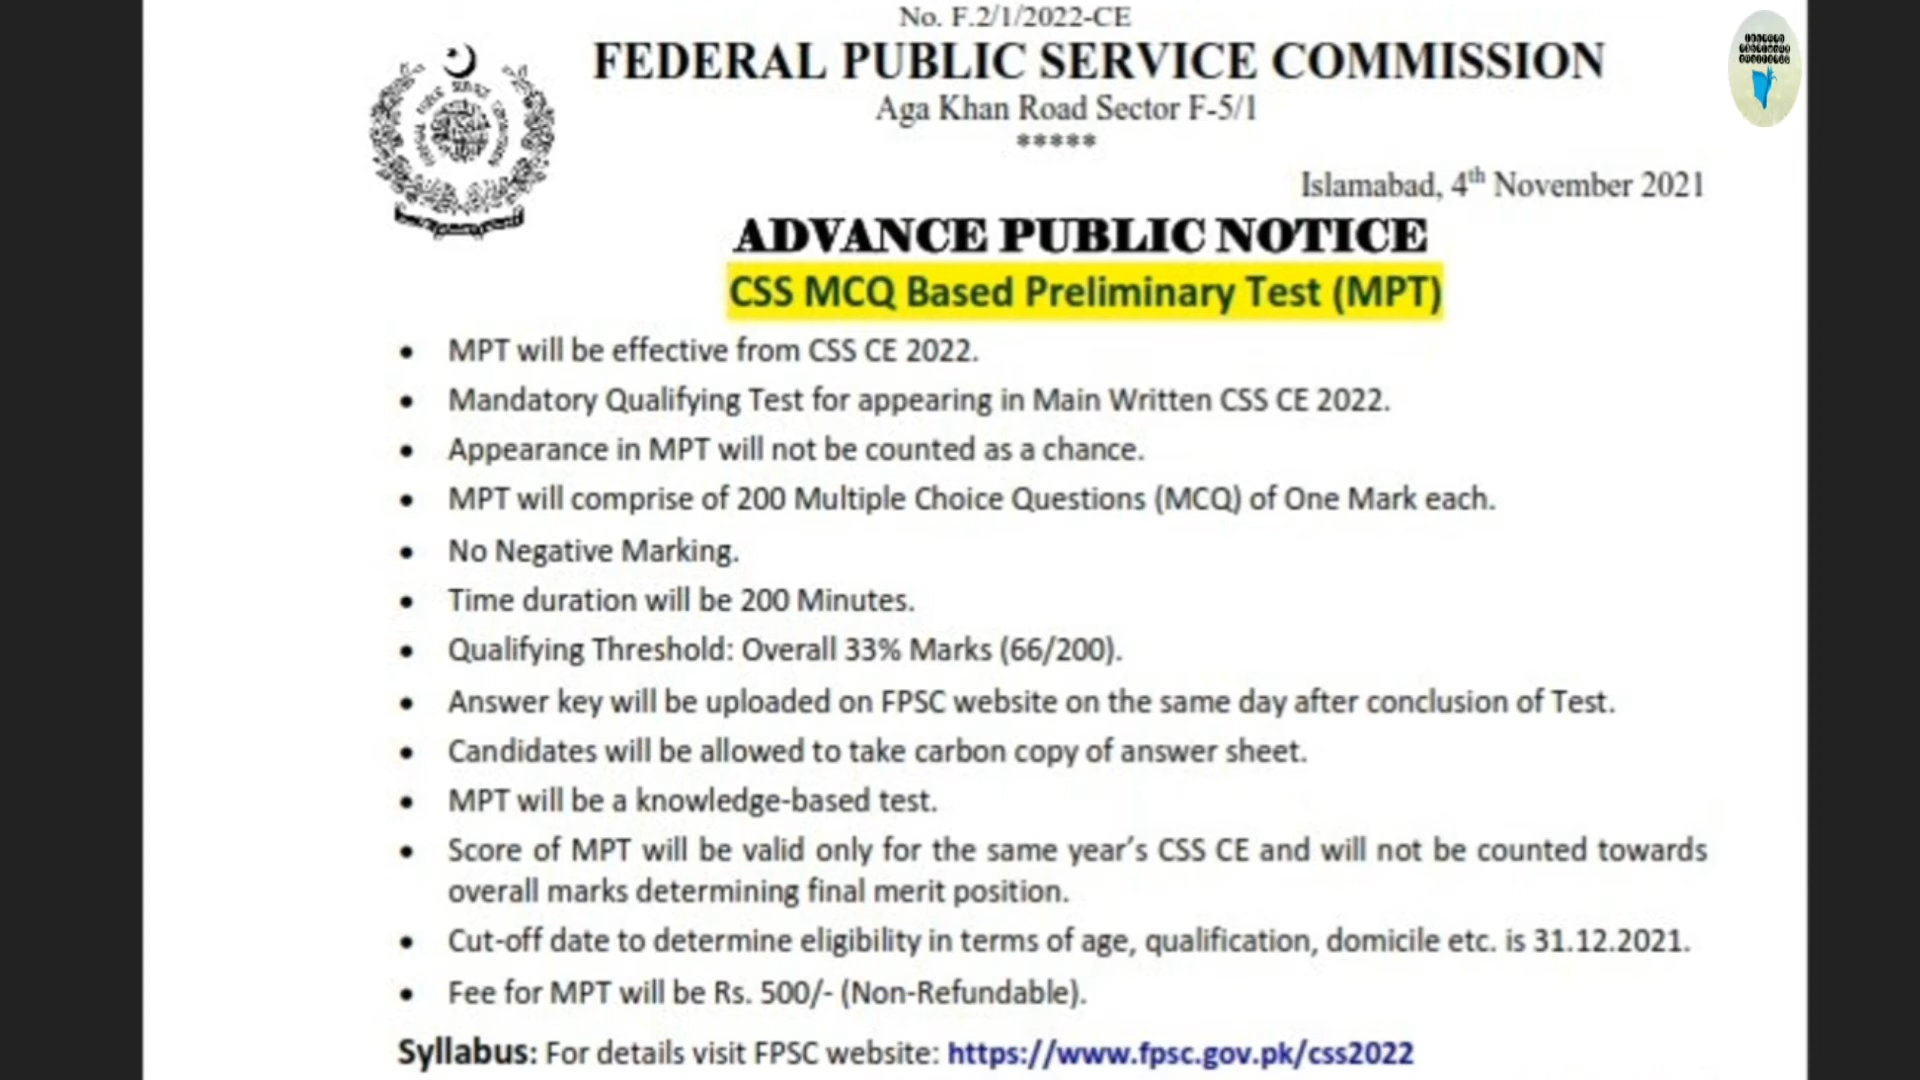 No. F.2/1/2022-CE
FEDERAL PUBLIC SERVICE COMMISSION
Aga Khan Road Sector F-5/1
*****
Islamabad, 4th November 2021
ADVANCE PUBLIC NOTICE
CSS MCQ Based Preliminary Test (MPT)
• MPT will be effective from CSS CE 2022.
• Mandatory Qualifying Test for appearing in Main Written CSS CE 2022.
• Appearance in MPT will not be counted as a chance.
• MPT will comprise of 200 Multiple Choice Questions (MCQ) of One Mark each.
• No Negative Marking.
• Time duration will be 200 Minutes.
• Qualifying Threshold: Overall 33% Marks (66/200).
• Answer key will be uploaded on FPSC website on the same day after conclusion of Test.
• Candidates will be allowed to take carbon copy of answer sheet.
• MPT will be a knowledge-based test.
• Score of MPT will be valid only for the same year's CSS CE and will not be counted towards
overall marks determining final merit position.
• Cut-off date to determine eligibility in terms of age, qualification, domicile etc. is 31.12.2021.
• Fee for MPT will be Rs. 500/- (Non-Refundable).
Syllabus: For details visit FPSC website: https://www.fpsc.gov.pk/css2022